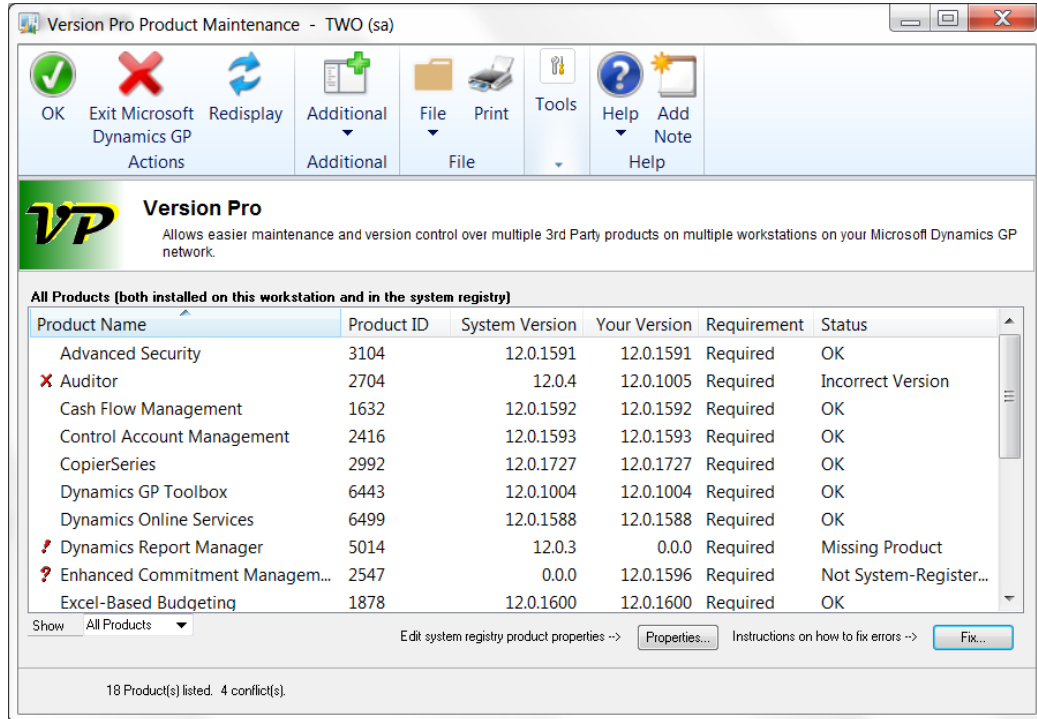 Version Pro Product Maintenance - TWO (sa)
OK Exit Microsoft Dynamics GP Redisplay Additional File Print Tools Help Add Note
Actions Additional File Help
VP
Version Pro
Allows easier maintenance and version control over multiple 3rd Party products on multiple workstations on your Microsoft Dynamics GP
network.
All Products (both installed on this workstation and in the system registry)
Product Name Product ID System Version Your Version Requirement Status
Advanced Security 3104 12.0.1591 12.0.1591 Required OK
Auditor 2704 12.0.4 12.0.1005 Required Incorrect Version
Cash Flow Management 1632 12.0.1592 12.0.1592 Required OK
Control Account Management 2416 12.0.1593 12.0.1593 Required OK
CopierSeries 2992 12.0.1727 12.0.1727 Required OK
Dynamics GP Toolbox 6443 12.0.1004 12.0.1004 Required OK
Dynamics Online Services 6499 12.0.1588 12.0.1588 Required OK
Dynamics Report Manager 5014 12.0.3 0.0.0 Required Missing Product
Enhanced Commitment Managem... 2547 0.0.0 12.0.1596 Required Not System-Register...
Excel-Based Budgeting 1878 12.0.1600 12.0.1600 Required OK
Show All Products Edit system registry product properties --> Properties... Instructions on how to fix errors --> Fix...
18 Product(s) listed. 4 conflict(s).